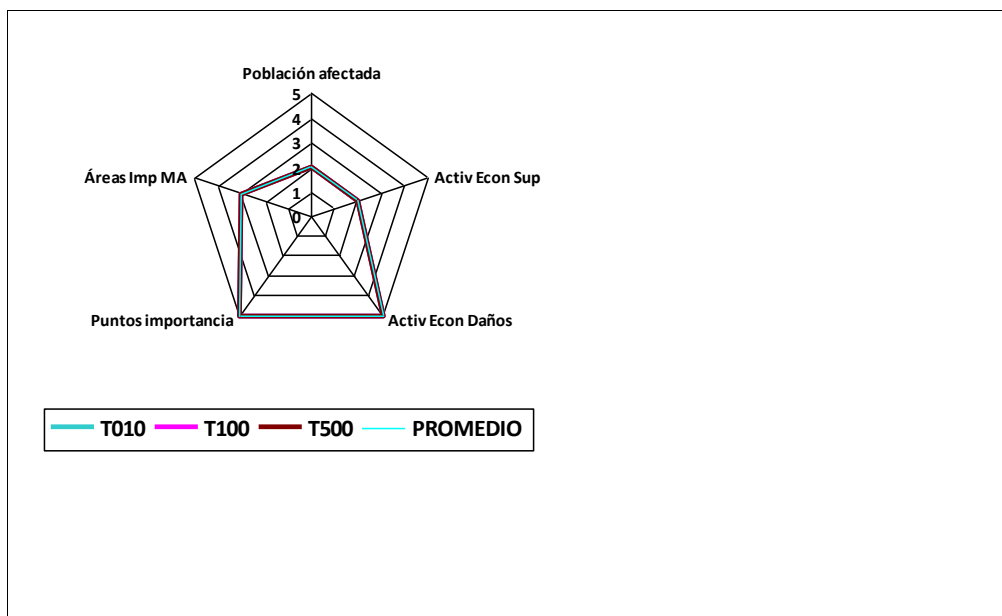 Población afectada
5
4
3
2
1
0
Áreas Imp MA
Activ Econ Sup
Puntos importancia
Activ Econ Daños
T010 T100 T500 PROMEDIO